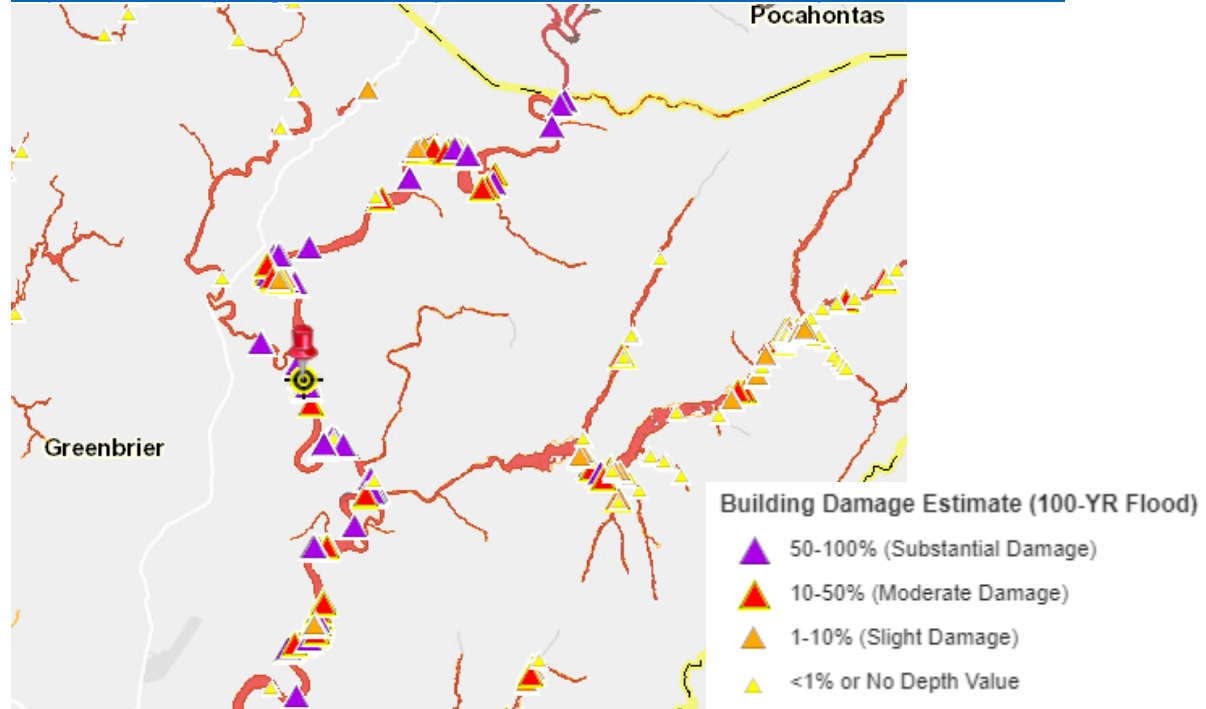 Pocahontas
Greenbrier
Building Damage Estimate (100-YR Flood)
50-100% (Substantial Damage)
10-50% (Moderate Damage)
1-10% (Slight Damage)
<1% or No Depth Value